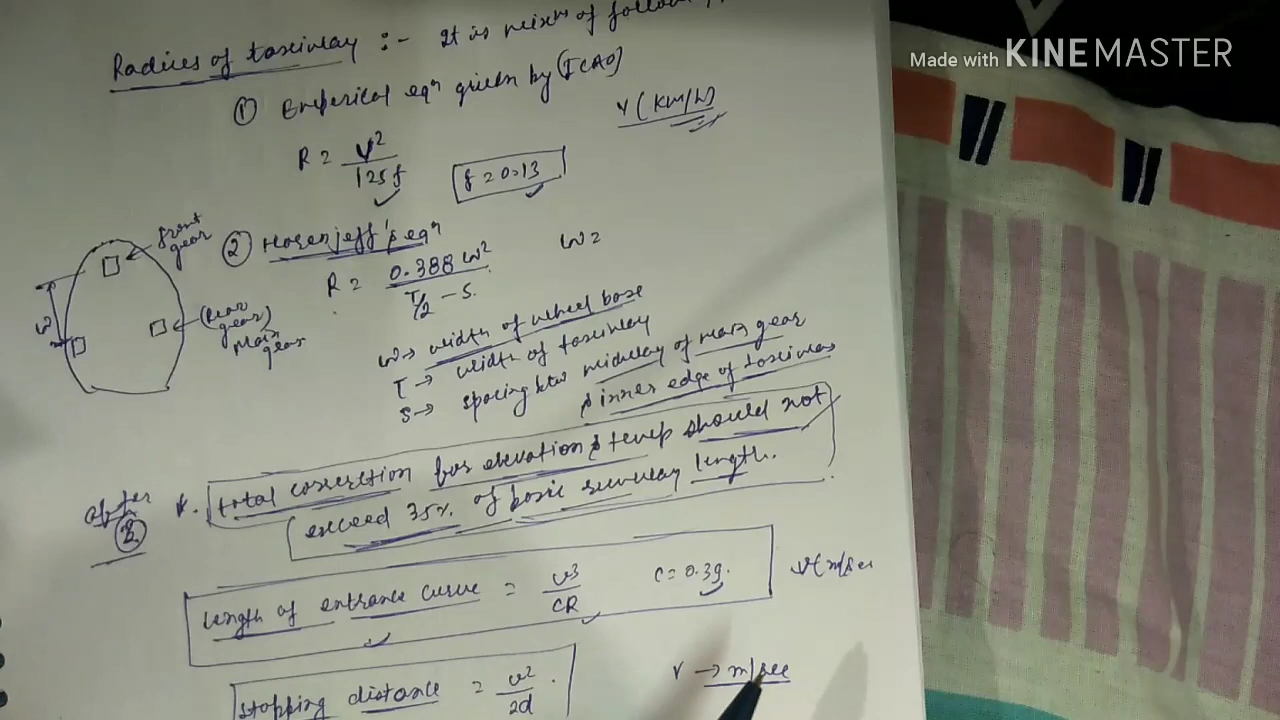 Radius of taxiway :- It is mixⁿ of follow
① Emperical eqⁿ given by (ICAO)
V (Km/h)
R = V²/125f
f = 0.13
front gear
② Horonjeff's eqⁿ
W =
R = 0.388 W² / T/2 - S.
(Rear gear) Main gear
W
W → width of wheel base
T → width of taxiway
S → spacing btw midway of main gear
& inner edge of taxiway
after ②
*. total correction for elevation & temp should not
exceed 35% of basic runway length.
length of entrance curve = v³/CR C = 0.39. V(m/sec
stopping distance = v²/2d . V → m/sec
Made with KINEMASTER